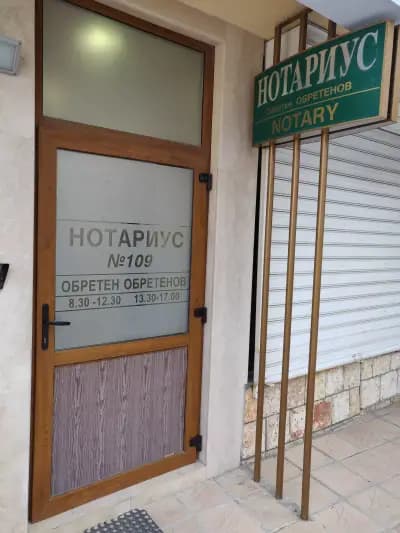 НОТАРИУС
№109
ОБРЕТЕН ОБРЕТЕНОВ
8.30 -12.30 13.30-17.00
НОТАРИУС
ОБРЕТЕН ОБРЕТЕНОВ
NOTARY